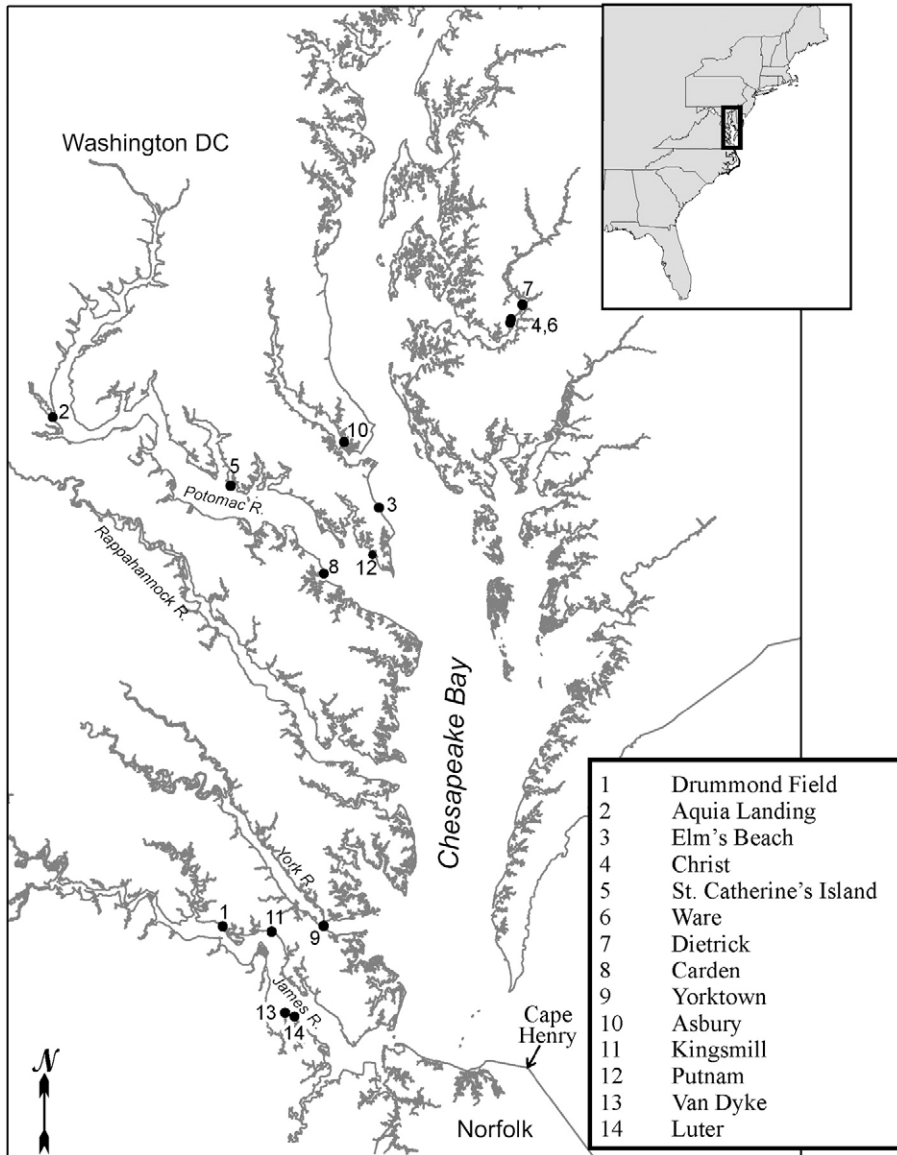 Washington DC
7
4,6
2
10
5
Potomac R.
3
Rappahannock R.
12
8
Chesapeake Bay
1 Drummond Field
2 Aquia Landing
3 Elm's Beach
4 Christ
5 St. Catherine's Island
6 Ware
7 Dietrick
8 Carden
9 Yorktown
10 Asbury
11 Kingsmill
12 Putnam
13 Van Dyke
14 Luter
York R.
1
11
9
James R.
13
14
Cape
Henry
N
Norfolk